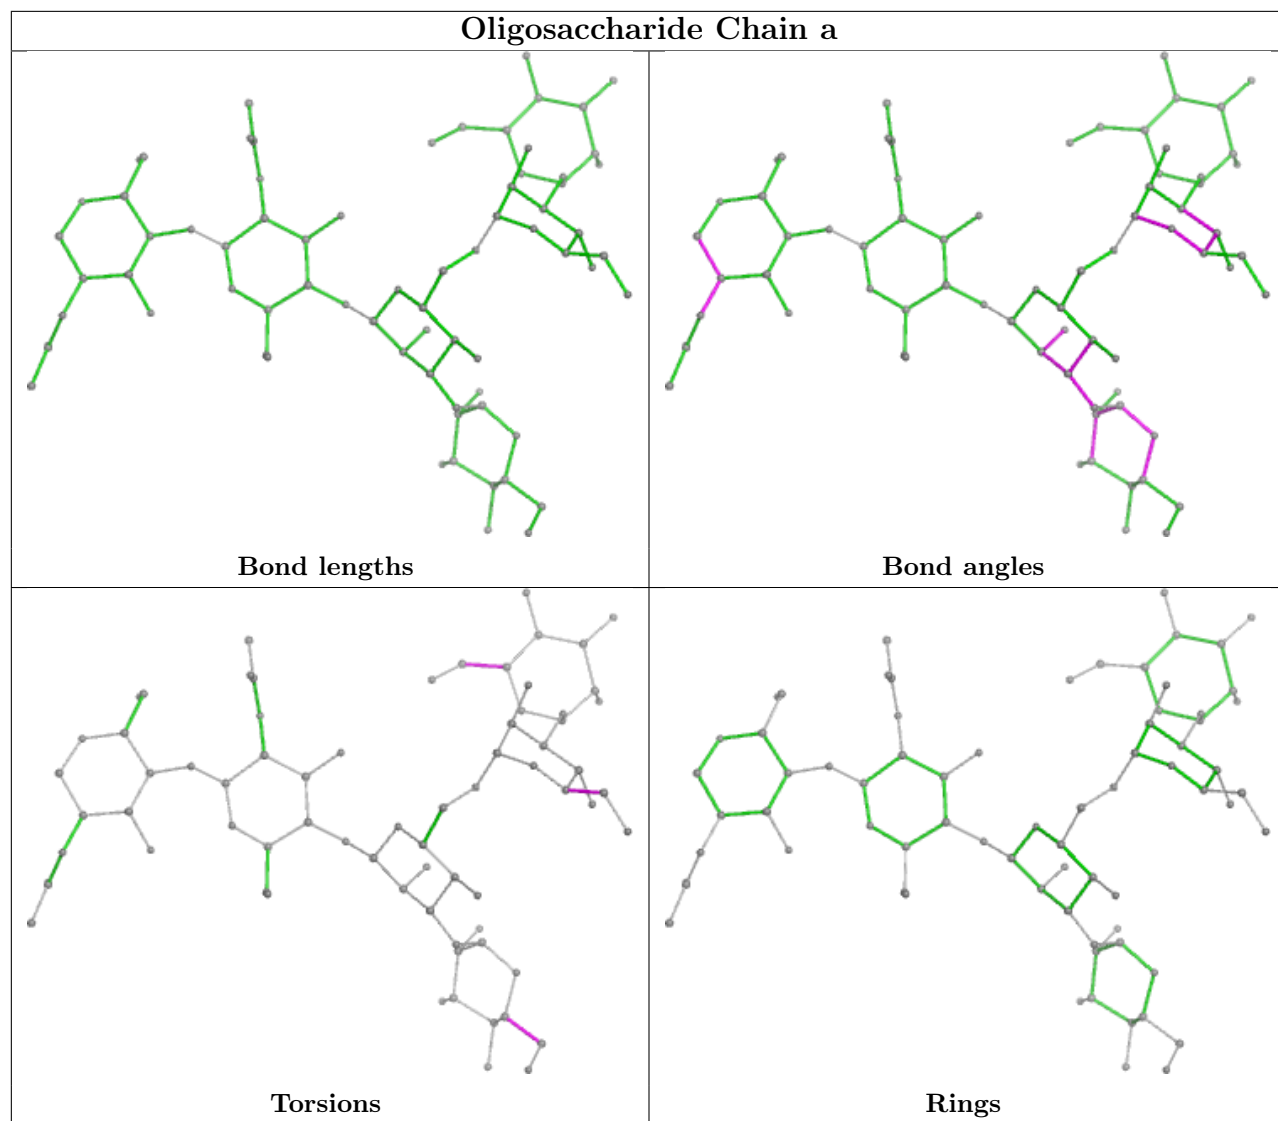 Oligosaccharide Chain a
Bond lengths
Bond angles
Torsions
Rings